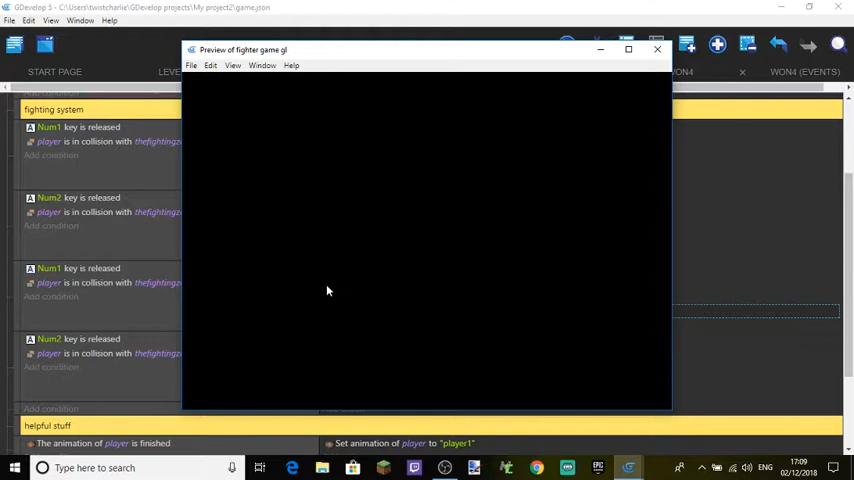 GDevelop 5 - C:\Users\twistcharlie\GDevelop projects\My project2\game.json
File Edit View Window Help
START PAGE
WON4
WON4 (EVENTS)
Preview of fighter game gl
File Edit View Window Help
Add condition
fighting system
Num1 key is released
player is in collision with
Add condition
Num2 key is released
player is in collision with
Add condition
Num1 key is released
player is in collision with
Add condition
Num2 key is released
player is in collision with
Add condition
Add condition
helpful stuff
The animation of player is finished
Set animation of player to "player1"
Type here to search
EPIC
ENG
17:09
02/12/2018